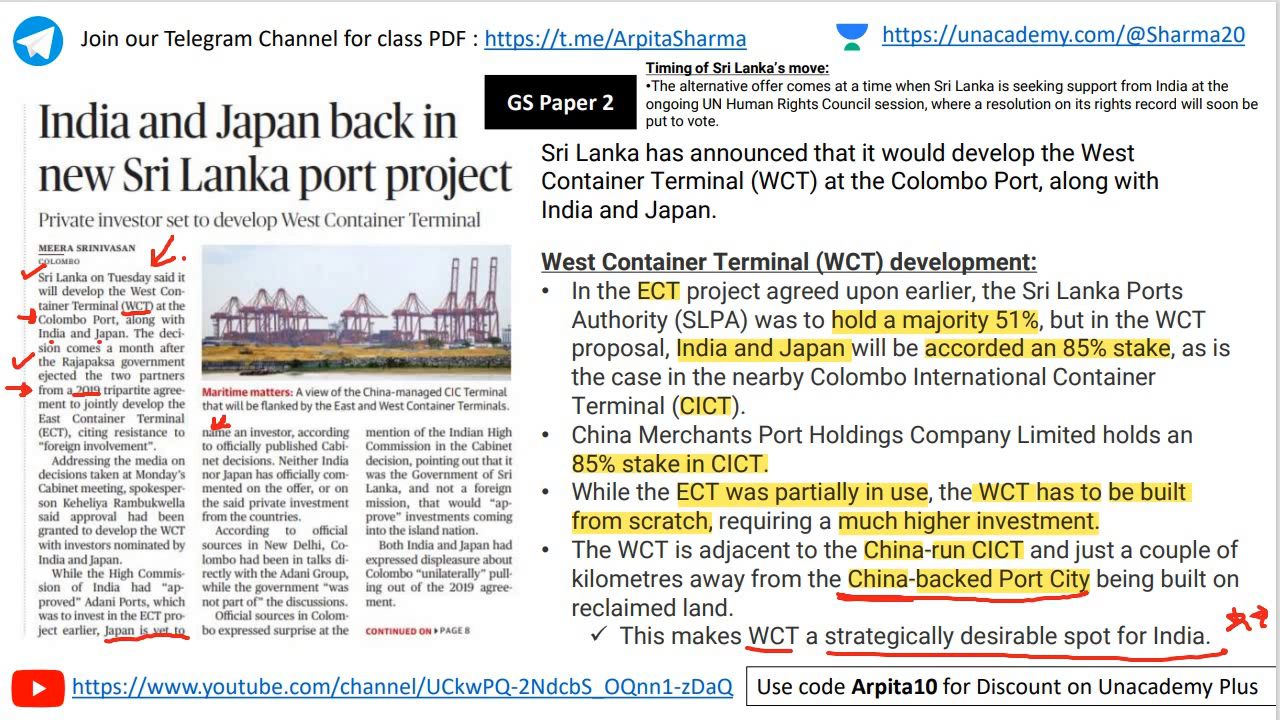 Join our Telegram Channel for class PDF : https://t.me/ArpitaSharma
https://unacademy.com/@Sharma20
GS Paper 2
Timing of Sri Lanka's move:
•The alternative offer comes at a time when Sri Lanka is seeking support from India at the
ongoing UN Human Rights Council session, where a resolution on its rights record will soon be
put to vote.
India and Japan back in
new Sri Lanka port project
Private investor set to develop West Container Terminal
MEERA SRINIVASAN
COLOMBO
Sri Lanka on Tuesday said it
will develop the West Con-
tainer Terminal (WCT) at the
Colombo Port, along with
India and Japan. The deci-
sion comes a month after
the Rajapaksa government
ejected the two partners
from a 2019 tripartite agree-
ment to jointly develop the
East Container Terminal
(ECT), citing resistance to
"foreign involvement".
Addressing the media on
decisions taken at Monday's
Cabinet meeting, spokesper-
son Keheliya Rambukwella
said approval had been
granted to develop the WCT
with investors nominated by
India and Japan.
While the High Commis-
sion of India had "ap-
proved" Adani Ports, which
was to invest in the ECT pro-
ject earlier, Japan is yet to
Maritime matters: A view of the China-managed CIC Terminal
that will be flanked by the East and West Container Terminals.
name an investor, according
to officially published Cabi-
net decisions. Neither India
nor Japan has officially com-
mented on the offer, or on
the said private investment
from the countries.
According to official
sources in New Delhi, Co-
lombo had been in talks di-
rectly with the Adani Group,
while the government "was
not part of" the discussions.
Official sources in Colom-
bo expressed surprise at the
mention of the Indian High
Commission in the Cabinet
decision, pointing out that it
was the Government of Sri
Lanka, and not a foreign
mission, that would "ap-
prove" investments coming
into the island nation.
Both India and Japan had
expressed displeasure about
Colombo "unilaterally" pull-
ing out of the 2019 agree-
ment.
CONTINUED ON ▸ PAGE 8
Sri Lanka has announced that it would develop the West
Container Terminal (WCT) at the Colombo Port, along with
India and Japan.
West Container Terminal (WCT) development:
• In the ECT project agreed upon earlier, the Sri Lanka Ports
Authority (SLPA) was to hold a majority 51%, but in the WCT
proposal, India and Japan will be accorded an 85% stake, as is
the case in the nearby Colombo International Container
Terminal (CICT).
• China Merchants Port Holdings Company Limited holds an
85% stake in CICT.
• While the ECT was partially in use, the WCT has to be built
from scratch, requiring a much higher investment.
• The WCT is adjacent to the China-run CICT and just a couple of
kilometres away from the China-backed Port City being built on
reclaimed land.
✓ This makes WCT a strategically desirable spot for India.
https://www.youtube.com/channel/UCkwPQ-2NdcbS_OQnn1-zDaQ
Use code Arpita10 for Discount on Unacademy Plus